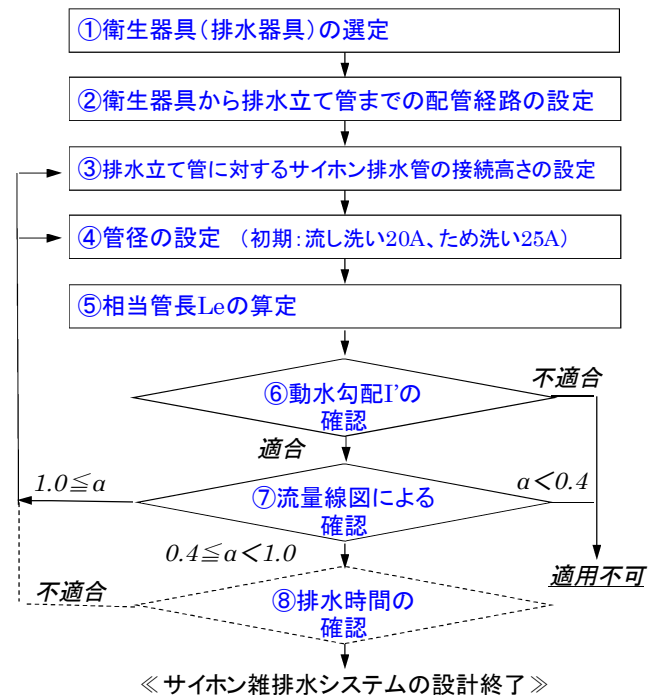 ①衛生器具(排水器具)の選定
②衛生器具から排水立て管までの配管経路の設定
③排水立て管に対するサイホン排水管の接続高さの設定
④管径の設定 (初期:流し洗い20A、ため洗い25A)
⑤相当管長Leの算定
不適合
⑥動水勾配I'の
確認
適合
1.0≦α
α<0.4
⑦流量線図による
確認
0.4≦α<1.0
不適合
適用不可
⑧排水時間の
確認
≪サイホン雑排水システムの設計終了≫